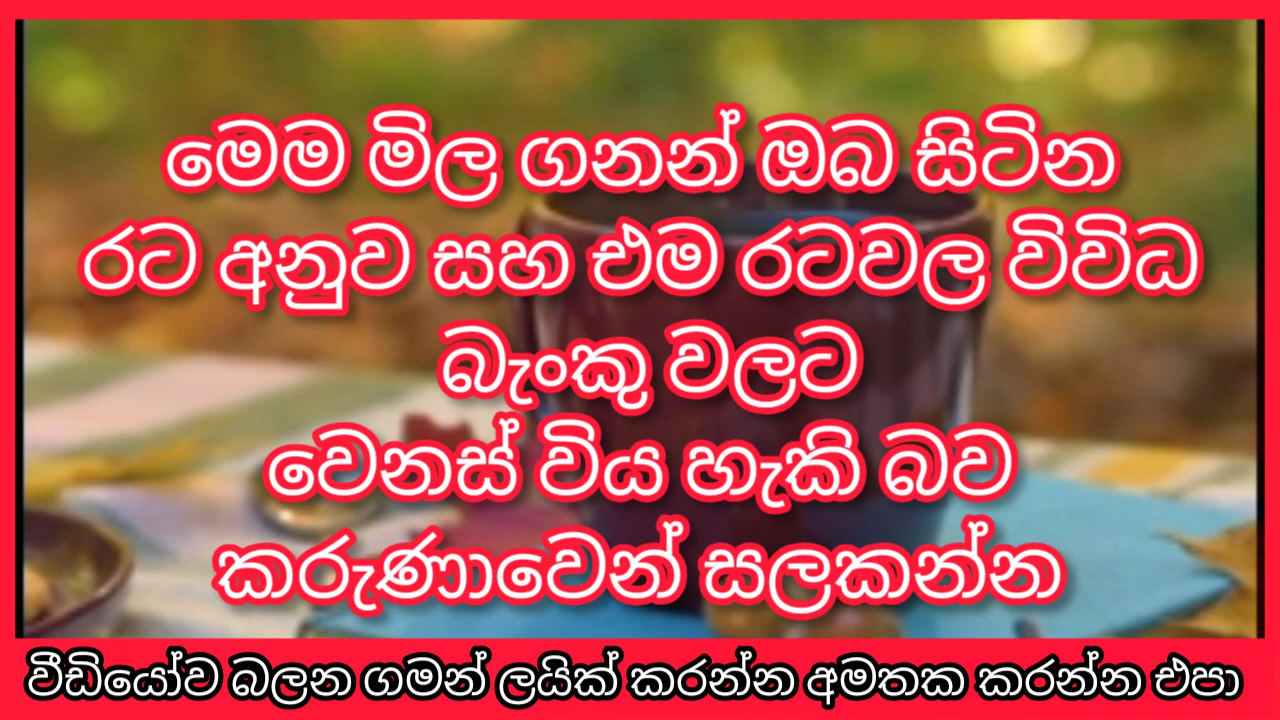 මෙම මිල ගනන් ඔබ සිටින
රට අනුව සහ එම රටවල විවිධ
බැංකු වලට
වෙනස් විය හැකි බව
කරුණාවෙන් සලකන්න
වීඩියෝව බලන ගමන් ලයික් කරන්න අමතක කරන්න එපා